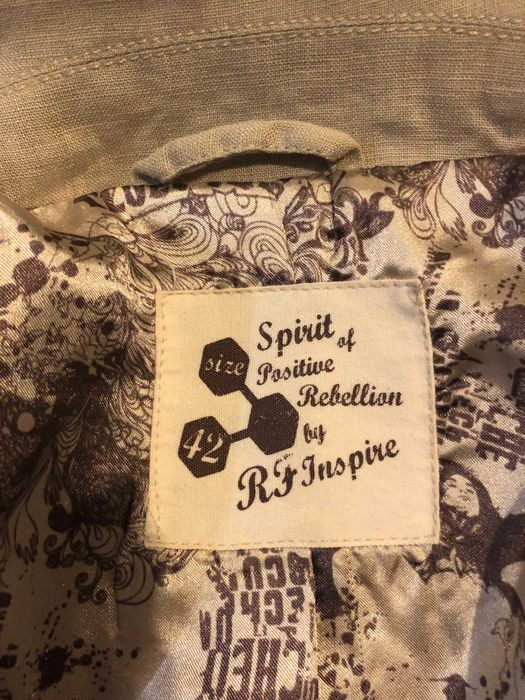 Spirit
of
Positive
Rebellion
by
RF Inspire
size
42